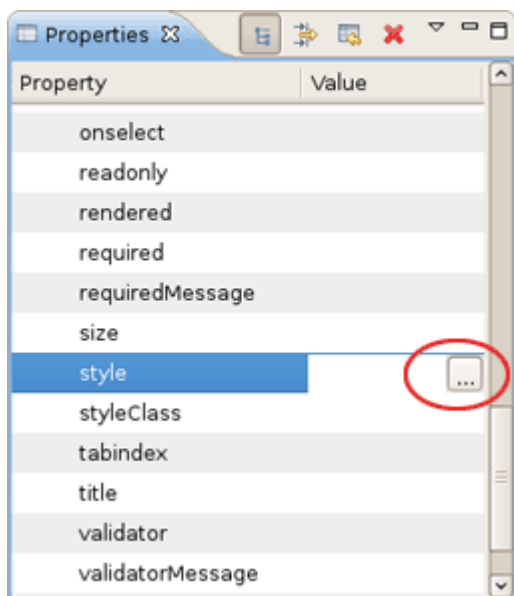 Properties
Property Value
onselect
readonly
rendered
required
requiredMessage
size
style ...
styleClass
tabindex
title
validator
validatorMessage